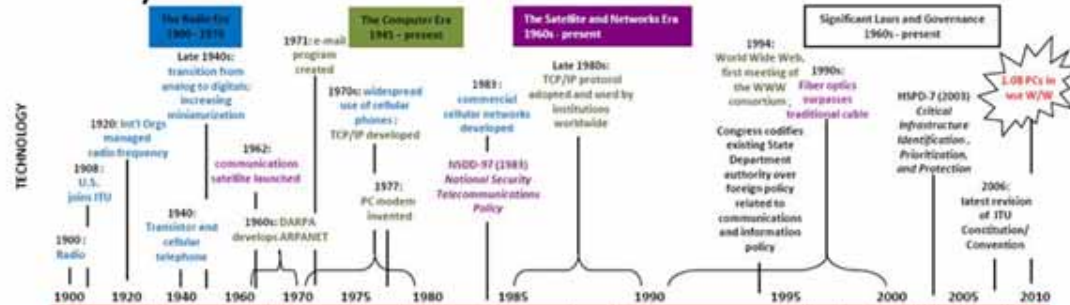 The Radio Era
1900 - 1970
The Computer Era
1945 – present
The Satellite and Networks Era
1960s - present
Significant Laws and Governance
1960s - present
TECHNOLOGY
1900 :
Radio
1908:
U.S.
joins ITU
1920: Int'l Orgs
managed
radio frequency
Late 1940s:
transition from
analog to digitals;
increasing
miniaturization
1940:
Transistor and
cellular
telephone
1962:
communications
satellite launched
1960s: DARPA
develops ARPANET
1971: e-mail
program
created
1970s: widespread
use of cellular
phones;
TCP/IP developed
1977:
PC modem
invented
1983:
commercial
cellular networks
developed
NSDD-97 (1983)
National Security
Telecommunications
Policy
Late 1980s:
TCP/IP protocol
adopted and used by
institutions
worldwide
1994:
World Wide Web,
first meeting of
the WWW
consortium;
Congress codifies
existing State
Department
authority over
foreign policy
related to
communications
and information
policy
1990s:
Fiber optics
surpasses
traditional cable
HSPD-7 (2003)
Critical
Infrastructure
Identification,
Prioritization,
and Protection
2006:
latest revision
of ITU
Constitution/
Convention
1.0B PCs in
use W/W
1900 1920 1940 1960 1970 1975 1980 1985 1990 1995 2000 2005 2010